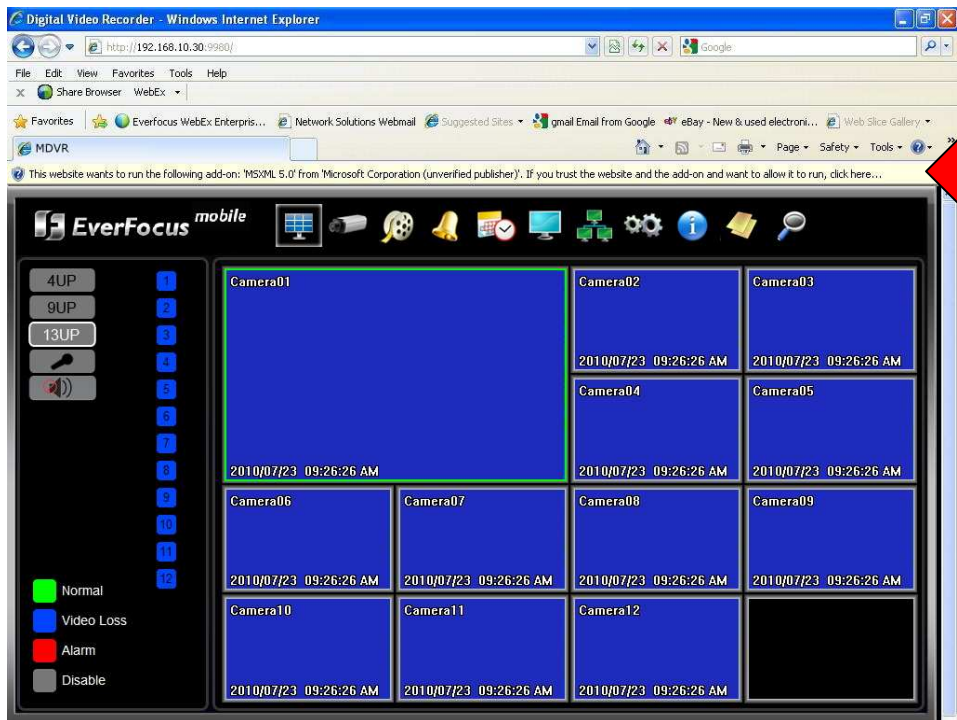 Digital Video Recorder - Windows Internet Explorer
http://192.168.10.30:9980/
Google
File Edit View Favorites Tools Help
Share Browser WebEx
Favorites Everfocus WebEx Enterpris... Network Solutions Webmail Suggested Sites gmail Email from Google eBay - New & used electroni... Web Slice Gallery
MDVR
Page Safety Tools
This website wants to run the following add-on: 'MSXML 5.0' from 'Microsoft Corporation (unverified publisher)'. If you trust the website and the add-on and want to allow it to run, click here...
EverFocus mobile
4UP
9UP
13UP
1
2
3
4
5
6
7
8
9
10
11
12
Normal
Video Loss
Alarm
Disable
Camera01
2010/07/23 09:26:26 AM
Camera02
2010/07/23 09:26:26 AM
Camera03
2010/07/23 09:26:26 AM
Camera04
2010/07/23 09:26:26 AM
Camera05
2010/07/23 09:26:26 AM
Camera06
2010/07/23 09:26:26 AM
Camera07
2010/07/23 09:26:26 AM
Camera08
2010/07/23 09:26:26 AM
Camera09
2010/07/23 09:26:26 AM
Camera10
2010/07/23 09:26:26 AM
Camera11
2010/07/23 09:26:26 AM
Camera12
2010/07/23 09:26:26 AM